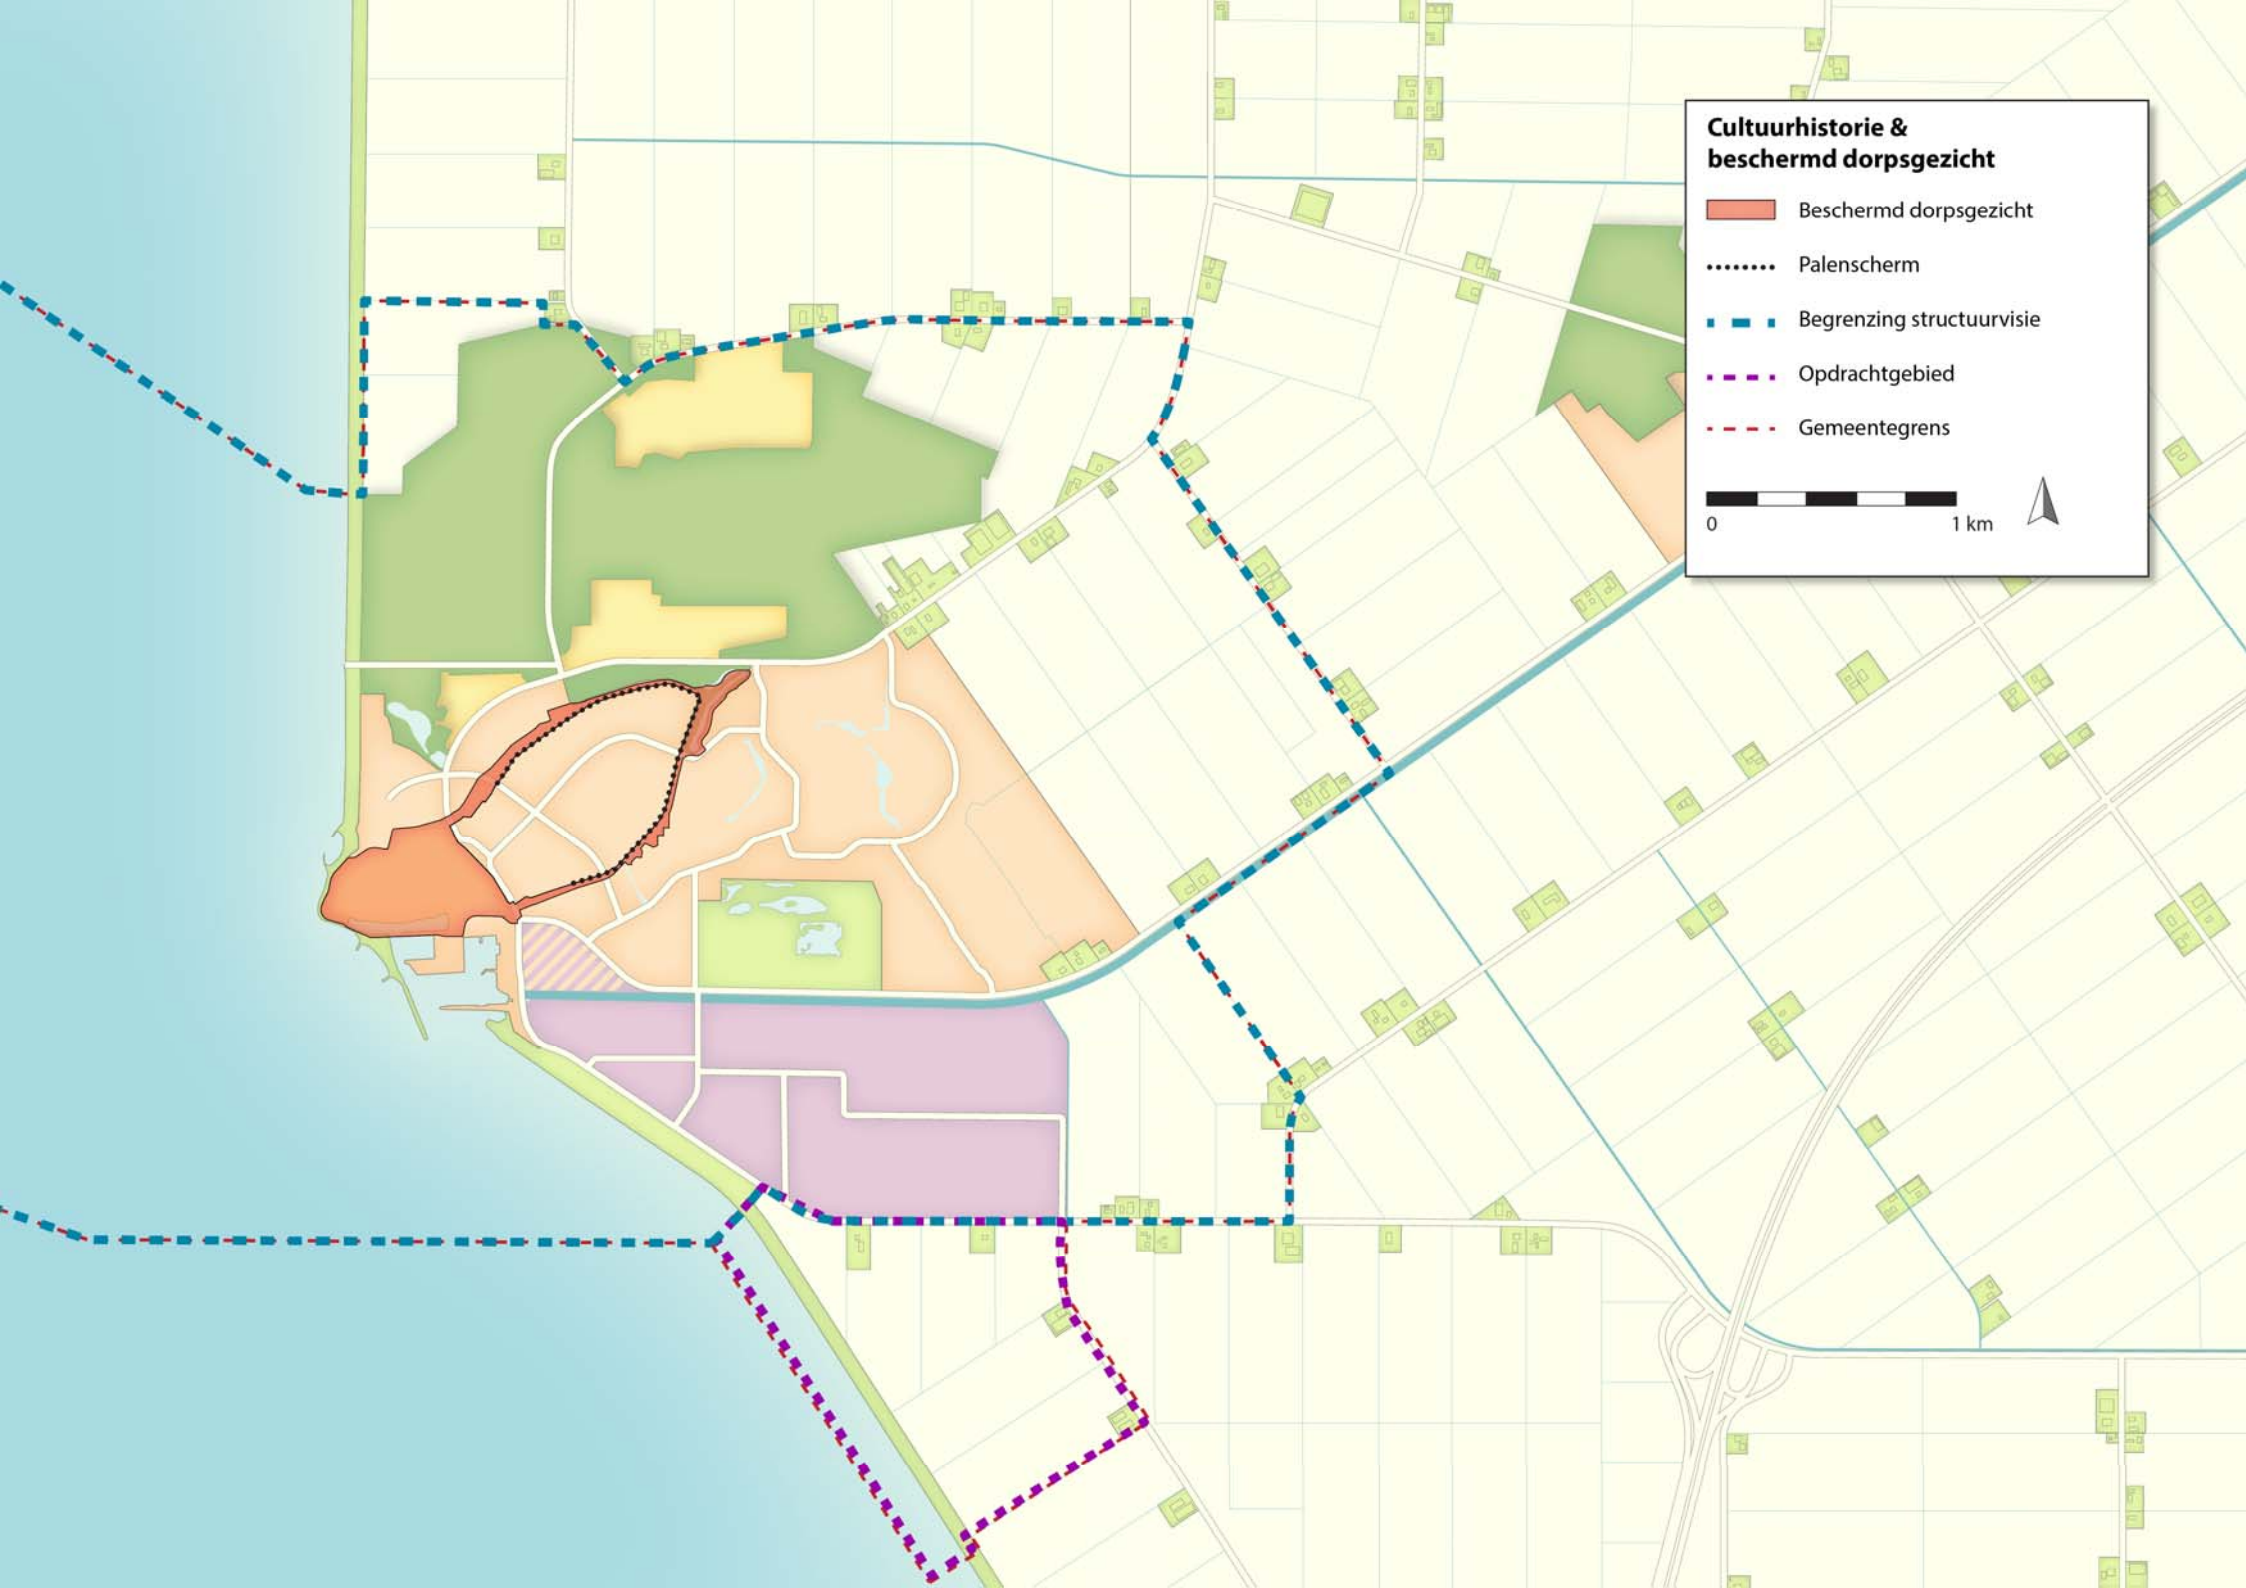 Cultuurhistorie &
beschermd dorpsgezicht
Beschermd dorpsgezicht
Palenscherm
Begrenzing structuurvisie
Opdrachtgebied
Gemeentegrens
0 1 km